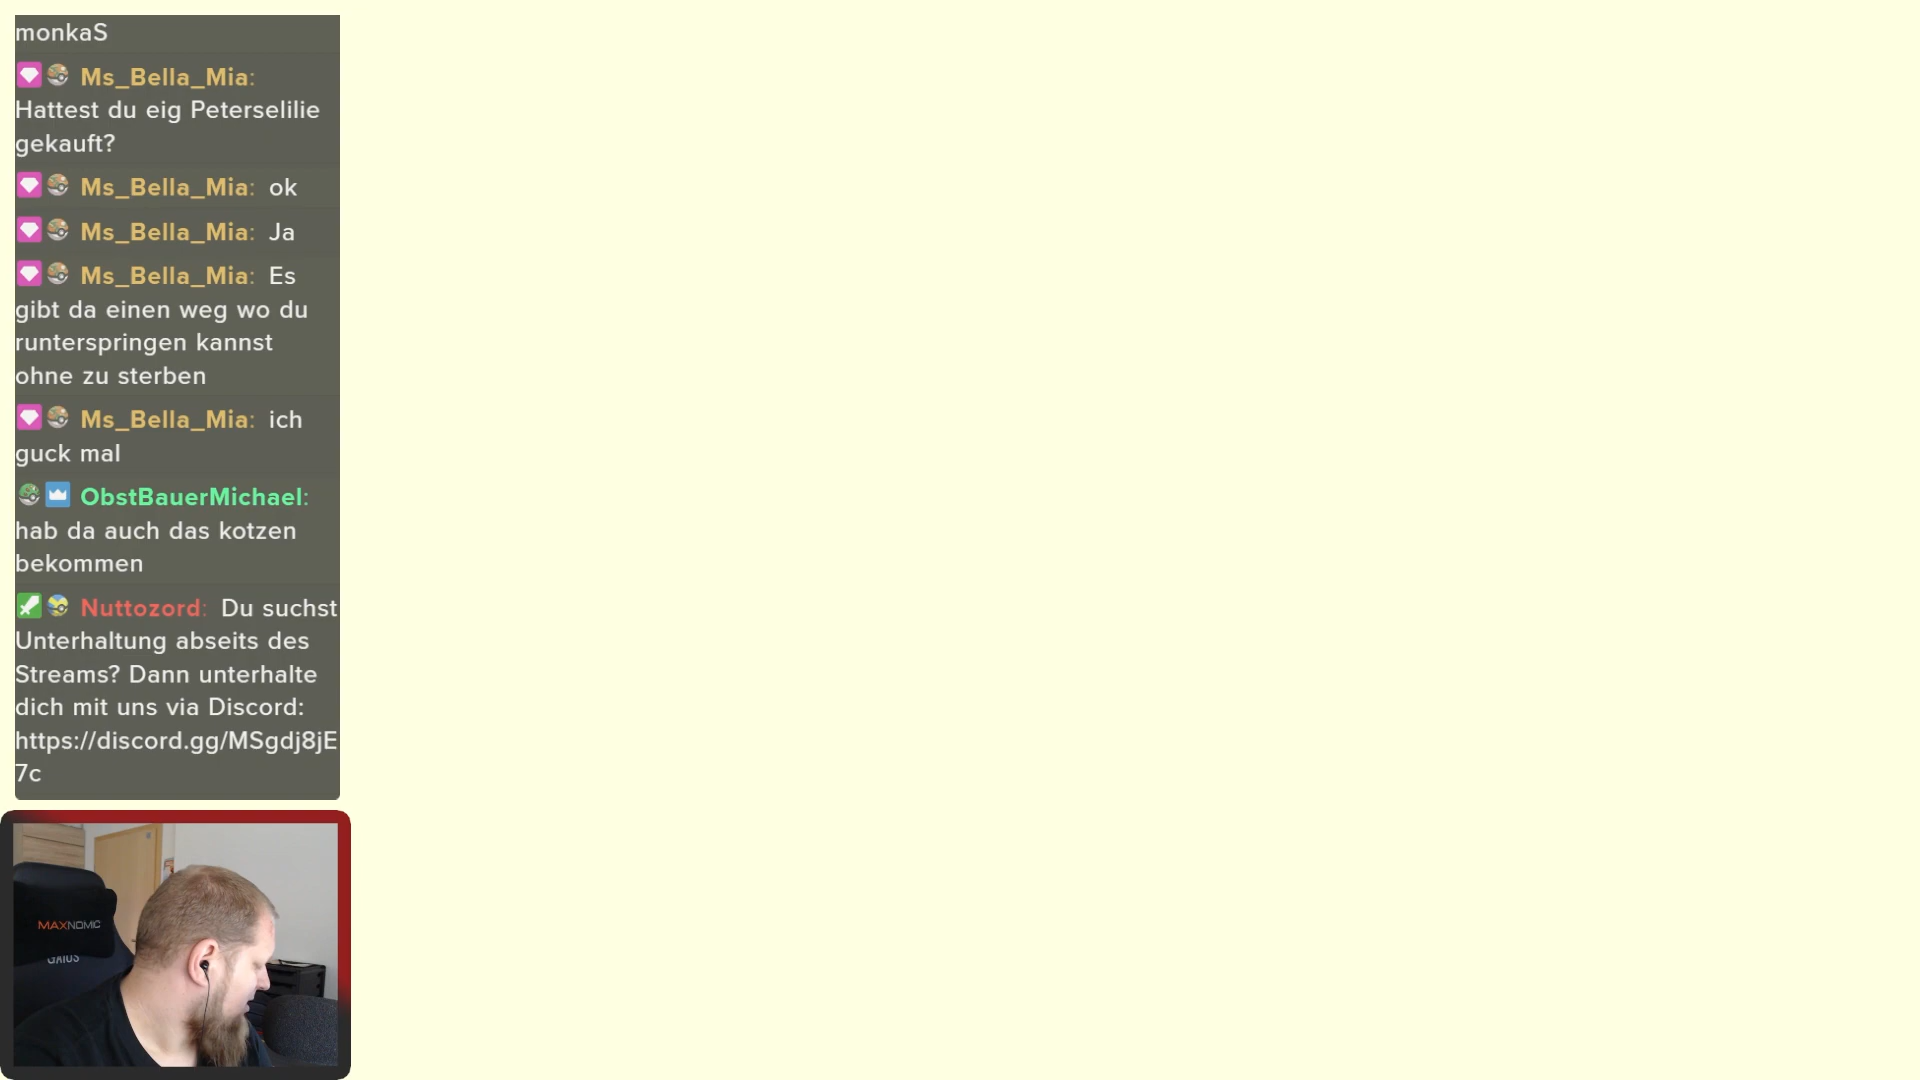 monkaS
Ms_Bella_Mia:
Hattest du eig Peterselilie
gekauft?
Ms_Bella_Mia: ok
Ms_Bella_Mia: Ja
Ms_Bella_Mia: Es
gibt da einen weg wo du
runterspringen kannst
ohne zu sterben
Ms_Bella_Mia: ich
guck mal
ObstBauerMichael:
hab da auch das kotzen
bekommen
Nuttozord: Du suchst
Unterhaltung abseits des
Streams? Dann unterhalte
dich mit uns via Discord:
https://discord.gg/MSgdj8jE
7c
MAXNOMIC
GAIUS